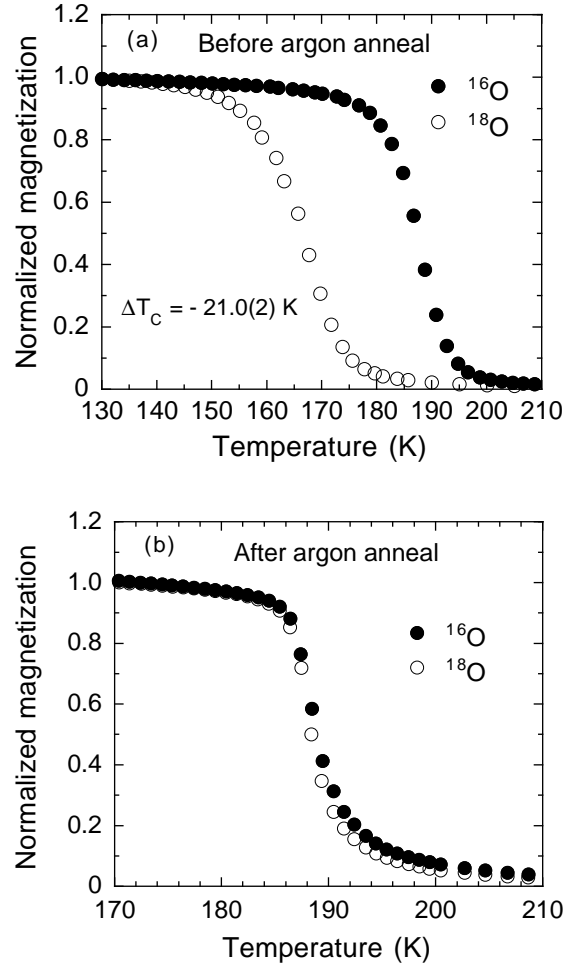 (a)
Before argon anneal
1.2
1.0
0.8
0.6
0.4
0.2
0
Normalized magnetization
¹⁶O
¹⁸O
ΔT_C = - 21.0(2) K
130 140 150 160 170 180 190 200 210
Temperature (K)
(b)
After argon anneal
1.2
1.0
0.8
0.6
0.4
0.2
0
Normalized magnetization
¹⁶O
¹⁸O
170 180 190 200 210
Temperature (K)